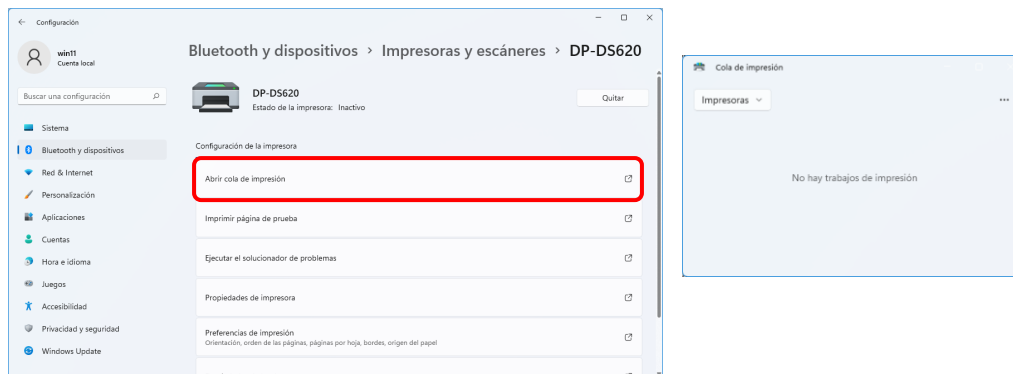 Configuración
win11
Cuenta local
Buscar una configuración
Sistema
Bluetooth y dispositivos
Red & Internet
Personalización
Aplicaciones
Cuentas
Hora e idioma
Juegos
Accesibilidad
Privacidad y seguridad
Windows Update
Bluetooth y dispositivos > Impresoras y escáneres > DP-DS620
DP-DS620
Estado de la impresora: Inactivo
Quitar
Configuración de la impresora
Abrir cola de impresión
Imprimir página de prueba
Ejecutar el solucionador de problemas
Propiedades de impresora
Preferencias de impresión
Orientación, orden de las páginas, páginas por hoja, bordes, origen del papel
Cola de impresión
Impresoras
No hay trabajos de impresión